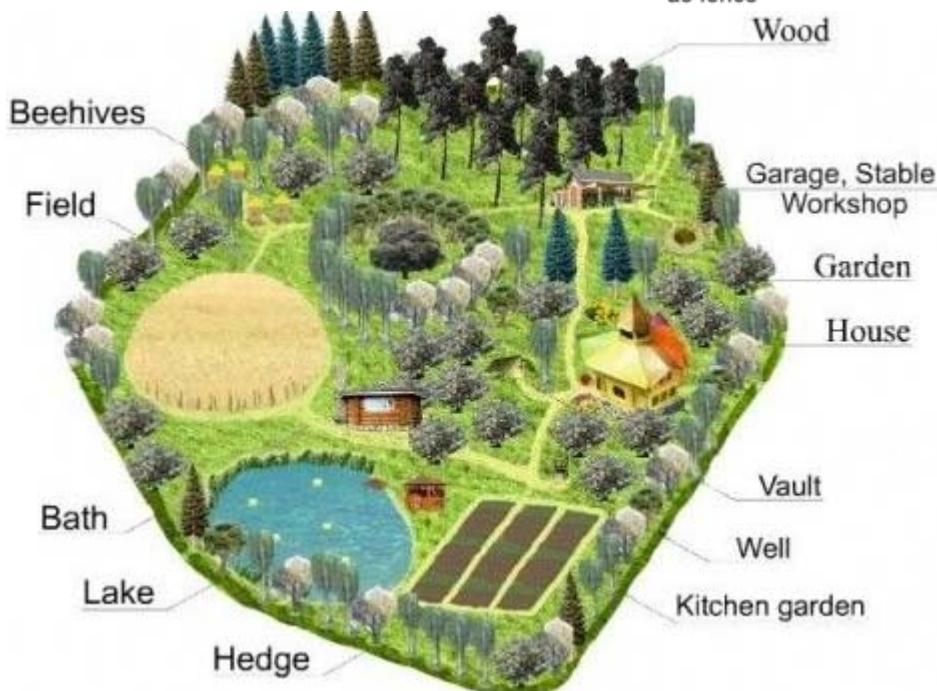 Wood
Beehives
Garage, Stable
Workshop
Field
Garden
House
Vault
Bath
Well
Lake
Kitchen garden
Hedge